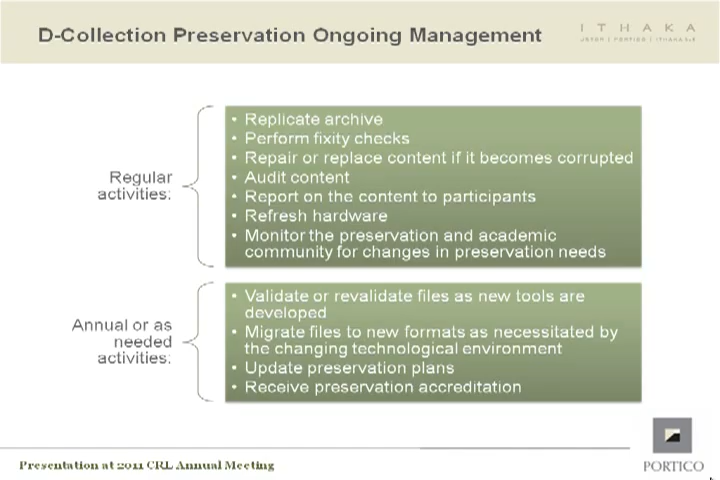 D-Collection Preservation Ongoing Management
ITHAKA
JSTOR | PORTICO | ITHAKA S+R
Regular
activities:
• Replicate archive
• Perform fixity checks
• Repair or replace content if it becomes corrupted
• Audit content
• Report on the content to participants
• Refresh hardware
• Monitor the preservation and academic
community for changes in preservation needs
Annual or as
needed
activities:
• Validate or revalidate files as new tools are
developed
• Migrate files to new formats as necessitated by
the changing technological environment
• Update preservation plans
• Receive preservation accreditation
Presentation at 2011 CRL Annual Meeting
PORTICO